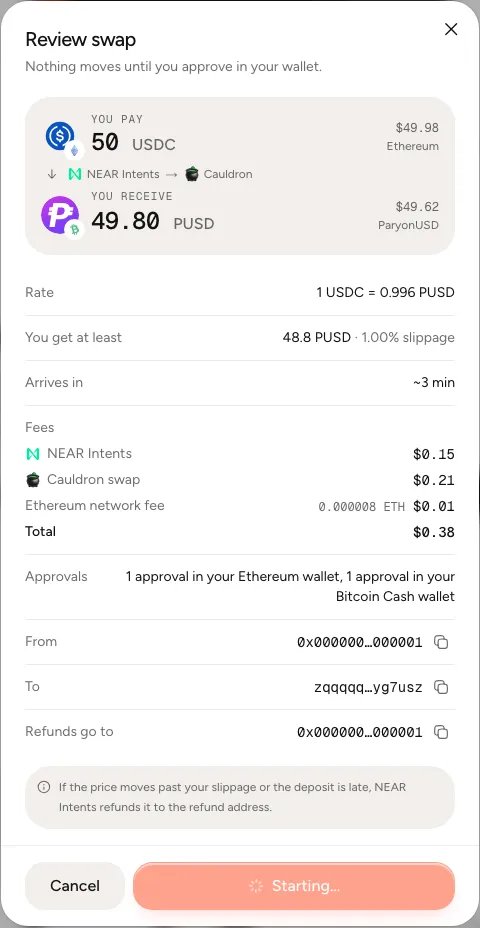 Review swap
Nothing moves until you approve in your wallet.
YOU PAY
50 USDC
$49.98
Ethereum
↓ NEAR Intents → Cauldron
YOU RECEIVE
49.80 PUSD
$49.62
ParyonUSD
Rate 1 USDC = 0.996 PUSD
You get at least 48.8 PUSD · 1.00% slippage
Arrives in ~3 min
Fees
NEAR Intents $0.15
Cauldron swap $0.21
Ethereum network fee 0.000008 ETH $0.01
Total $0.38
Approvals 1 approval in your Ethereum wallet, 1 approval in your
Bitcoin Cash wallet
From 0x000000…000001
To zqqqqq…yg7usz
Refunds go to 0x000000…000001
If the price moves past your slippage or the deposit is late, NEAR
Intents refunds it to the refund address.
Cancel Starting…